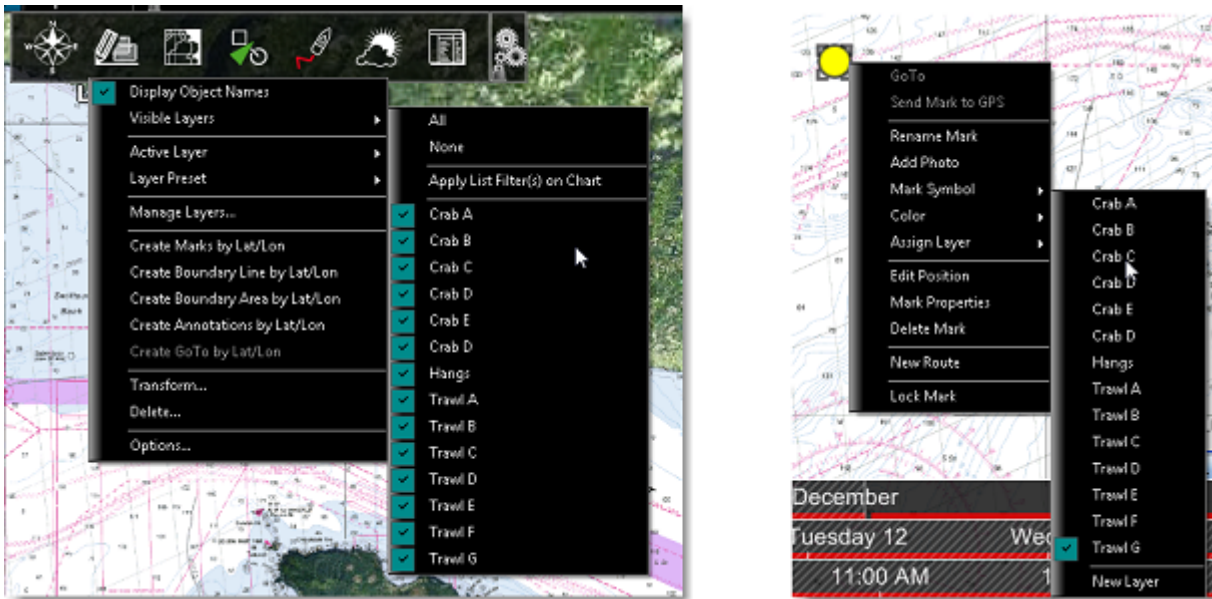 Display Object Names
Visible Layers
Active Layer
Layer Preset
Manage Layers...
Create Marks by Lat/Lon
Create Boundary Line by Lat/Lon
Create Boundary Area by Lat/Lon
Create Annotations by Lat/Lon
Create GoTo by Lat/Lon
Transform...
Delete...
Options...
All
None
Apply List Filter(s) on Chart
Crab A
Crab B
Crab C
Crab D
Crab E
Crab D
Hangs
Trawl A
Trawl B
Trawl C
Trawl D
Trawl E
Trawl F
Trawl G
GoTo
Send Mark to GPS
Rename Mark
Add Photo
Mark Symbol
Color
Assign Layer
Edit Position
Mark Properties
Delete Mark
New Route
Lock Mark
Crab A
Crab B
Crab C
Crab D
Crab E
Crab D
Hangs
Trawl A
Trawl B
Trawl C
Trawl D
Trawl E
Trawl F
Trawl G
New Layer
December
Tuesday 12 Wed
11:00 AM 1